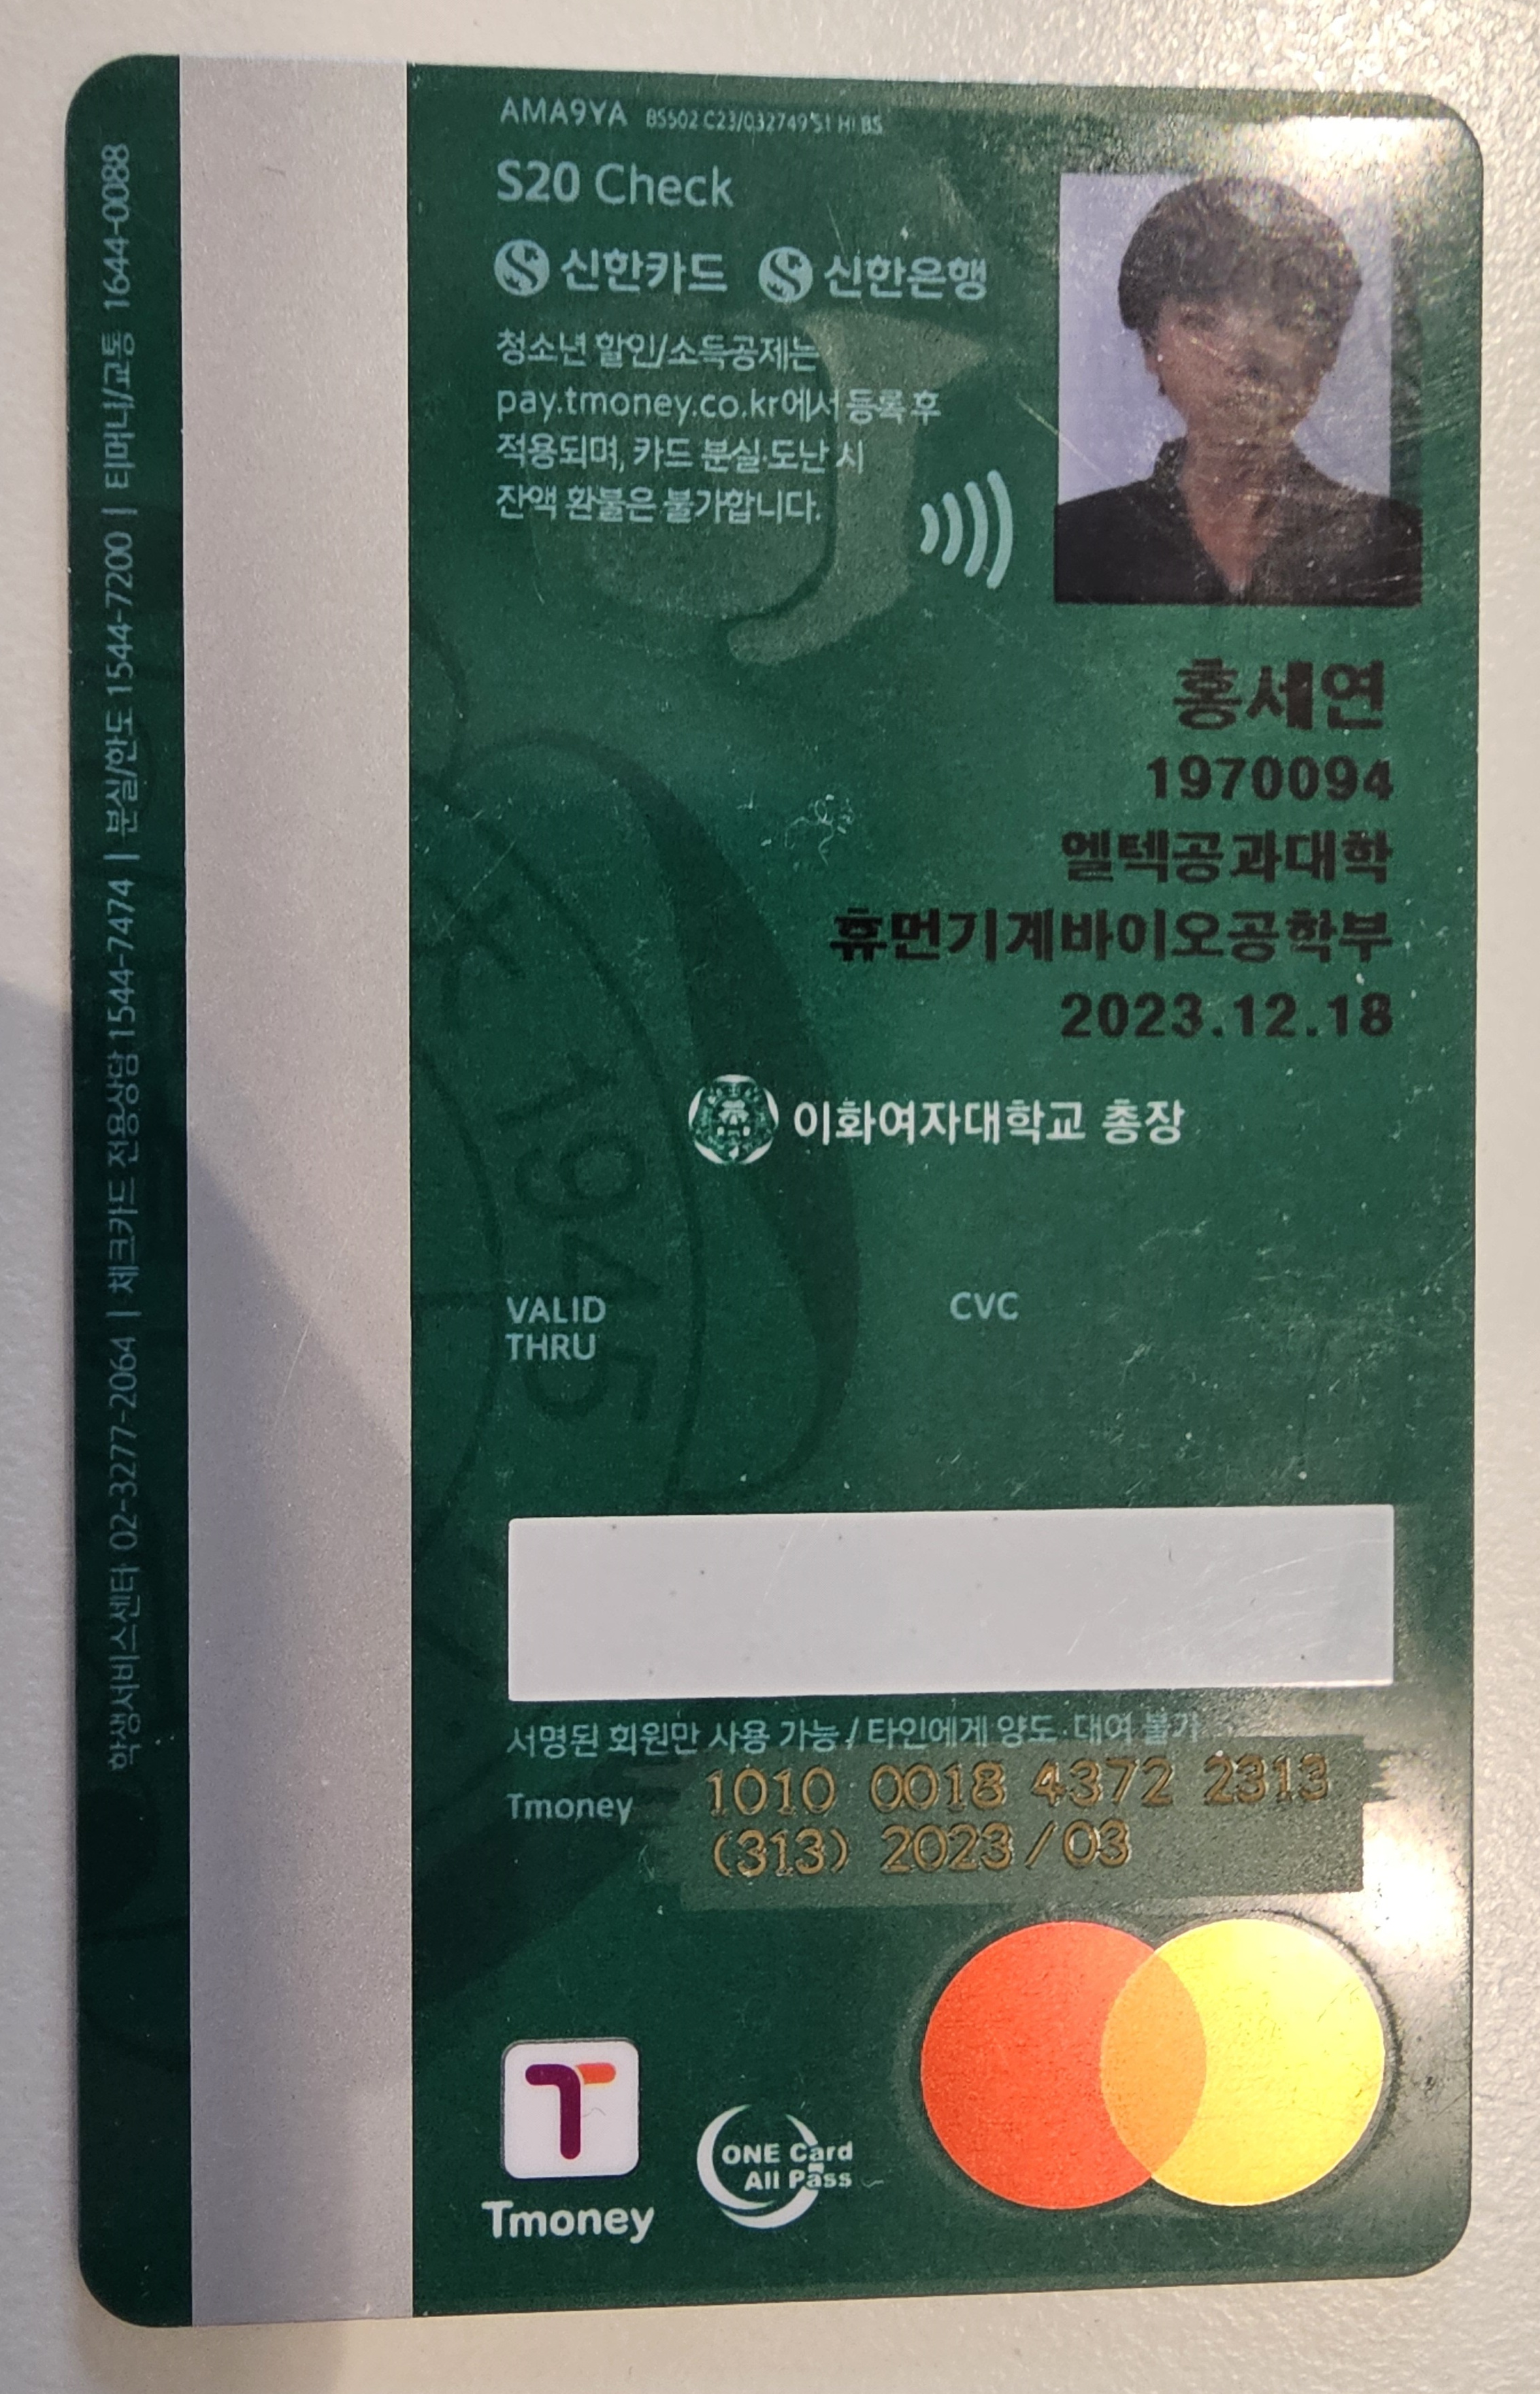 AMA9YA
S20 Check
신한카드 신한은행
청소년 할인/소득공제는
pay.tmoney.co.kr에서 등록 후
적용되며, 카드 분실·도난 시
잔액 환불은 불가합니다.
홍세연
1970094
엘텍공과대학
휴먼기계바이오공학부
2023.12.18
이화여자대학교 총장
1945
VALID
THRU
CVC
서명된 회원만 사용 가능 / 타인에게 양도·대여 불가
Tmoney
1010 0018 4372 2313
(313) 2023/03
Tmoney
ONE Card
All Pass
학생서비스센터 02-3277-2064 | 체크카드 전용상담 1544-7474 | 분실/한도 1544-7200 | 티머니/교통 1644-0088